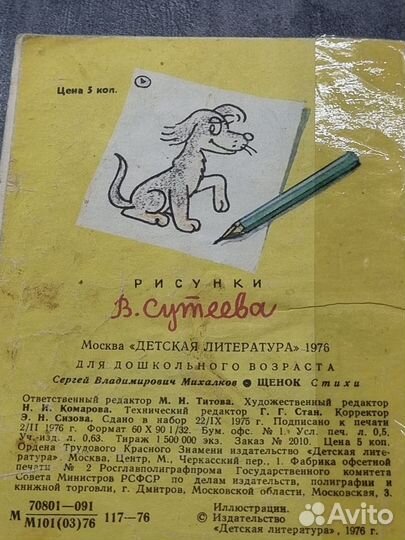 Цена 5 коп.
РИСУНКИ
В. Сутеева
Москва «ДЕТСКАЯ ЛИТЕРАТУРА» 1976
ДЛЯ ДОШКОЛЬНОГО ВОЗРАСТА
Сергей Владимирович Михалков ЩЕНОК Стихи
Ответственный редактор М. И. Титова. Художественный редактор
Н. И. Комарова. Технический редактор Г. Г. Стан. Корректор
Э. Н. Сизова. Сдано в набор 22/IX 1975 г. Подписано к печати
2/II 1976 г. Формат 60 X 90 1/32. Бум. офс. № 1. Усл. печ. л. 0,5.
Уч.-изд. л. 0,63. Тираж 1 500 000 экз. Заказ № 2010. Цена 5 коп.
Ордена Трудового Красного Знамени издательство «Детская лите-
ратура» Москва, Центр, М. Черкасский пер., 1. Фабрика офсетной
печати № 2 Росглавполиграфпрома Государственного комитета
Совета Министров РСФСР по делам издательств, полиграфии и
книжной торговли, г. Дмитров, Московской области, Московская, 3.
М 70801—091
М101(03)76 117—76
Иллюстрации.
© Издательство
«Детская литература», 1976 г.
Avito